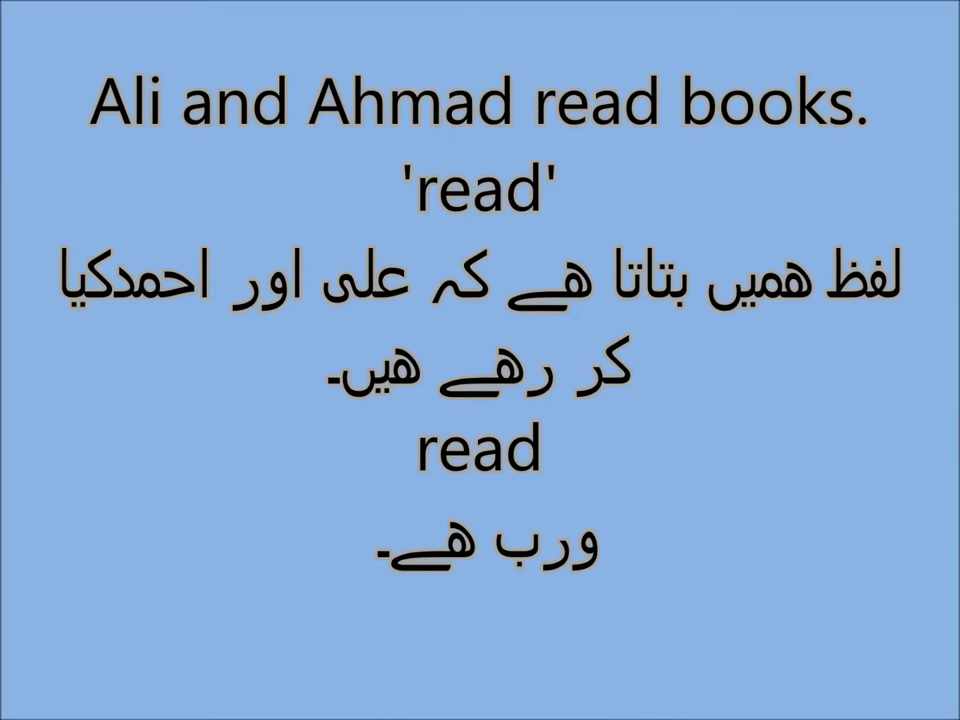 Ali and Ahmad read books.
'read'
لفظ ھمیں بتاتا ھے کہ علی اور احمدکیا
کر رھے ھیں۔
read
ورب ھے۔